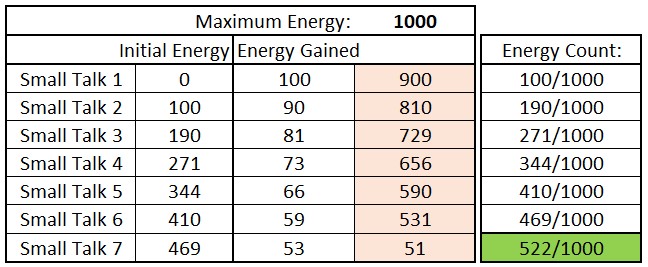 Maximum Energy: 1000
Initial Energy Energy Gained Energy Count:
Small Talk 1 0 100 900 100/1000
Small Talk 2 100 90 810 190/1000
Small Talk 3 190 81 729 271/1000
Small Talk 4 271 73 656 344/1000
Small Talk 5 344 66 590 410/1000
Small Talk 6 410 59 531 469/1000
Small Talk 7 469 53 51 522/1000